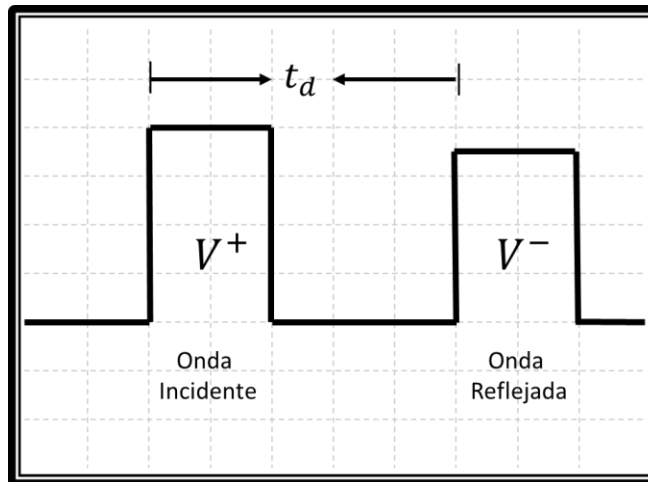 t_d
V⁺ V⁻
Onda Onda
Incidente Reflejada